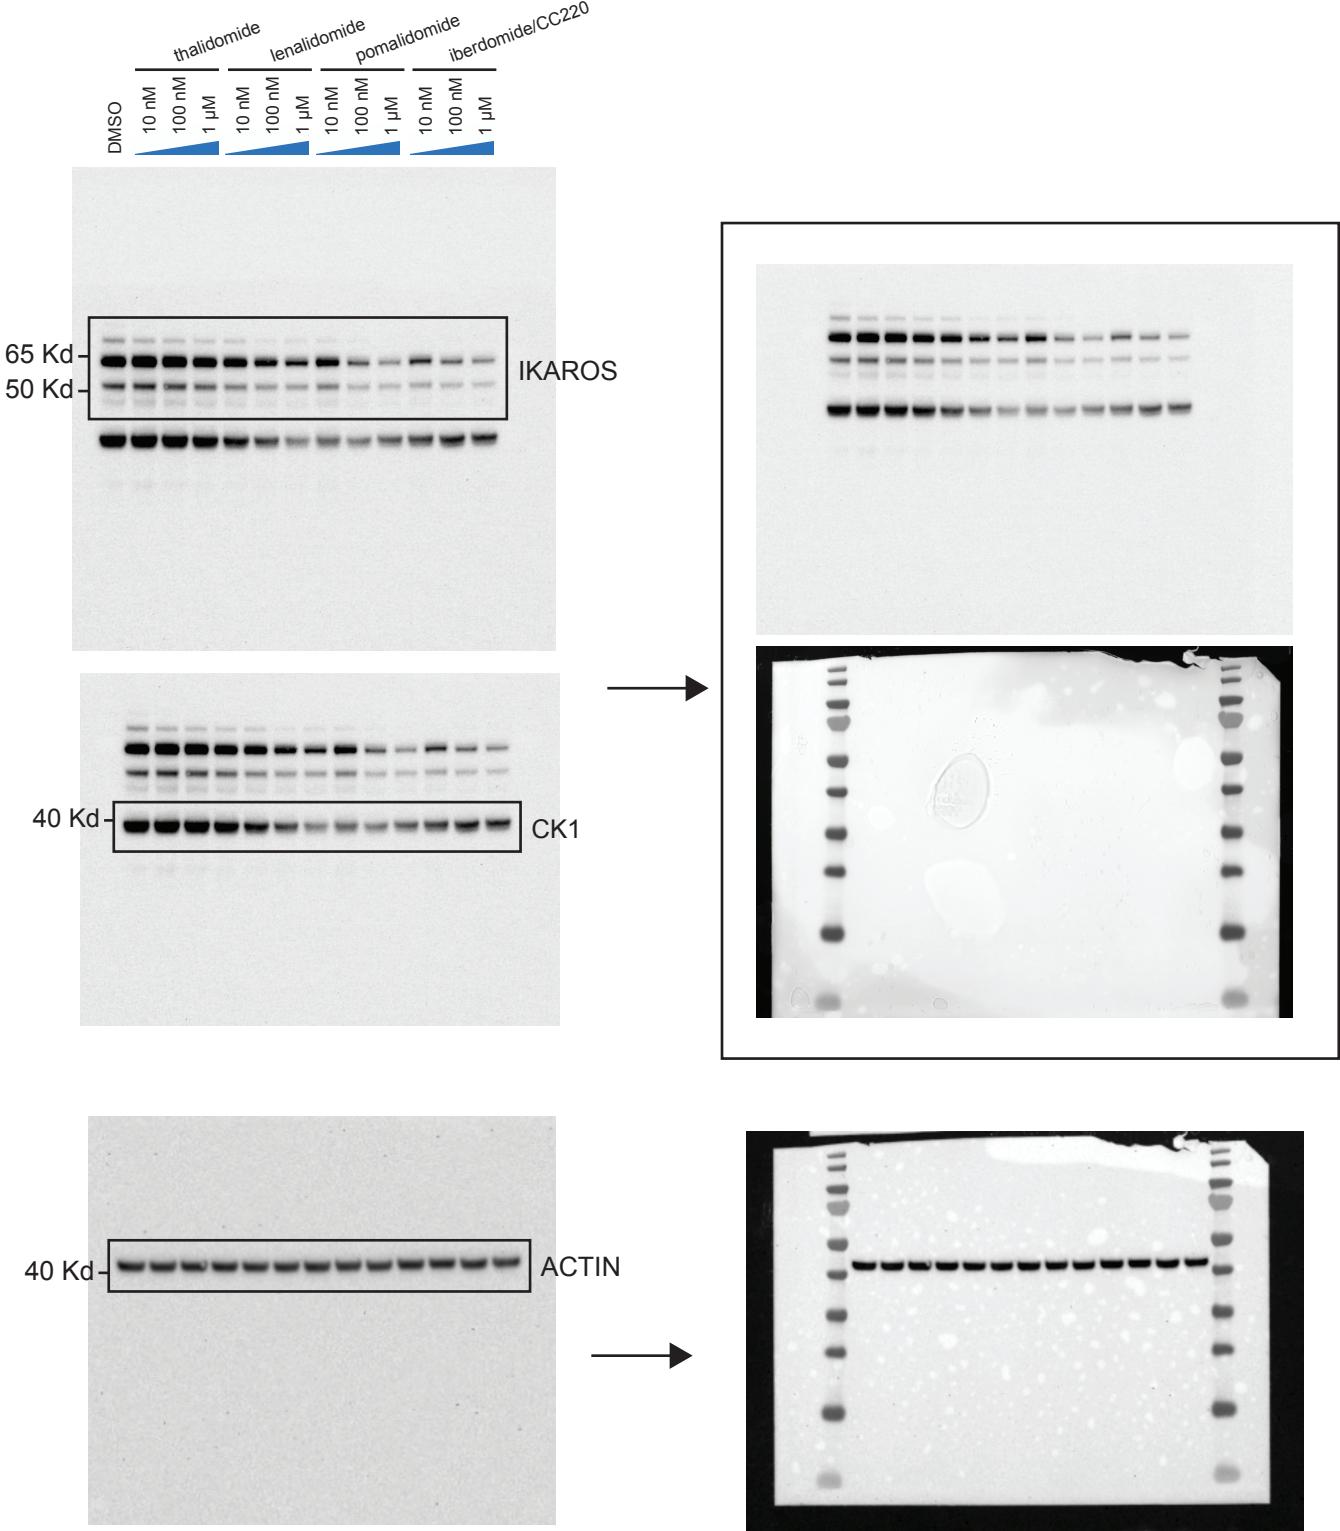 thalidomide
lenalidomide
pomalidomide
iberdomide/CC220
DMSO
10 nM
100 nM
1 µM
10 nM
100 nM
1 µM
10 nM
100 nM
1 µM
10 nM
100 nM
1 µM
65 Kd
50 Kd
IKAROS
40 Kd
CK1
40 Kd
ACTIN